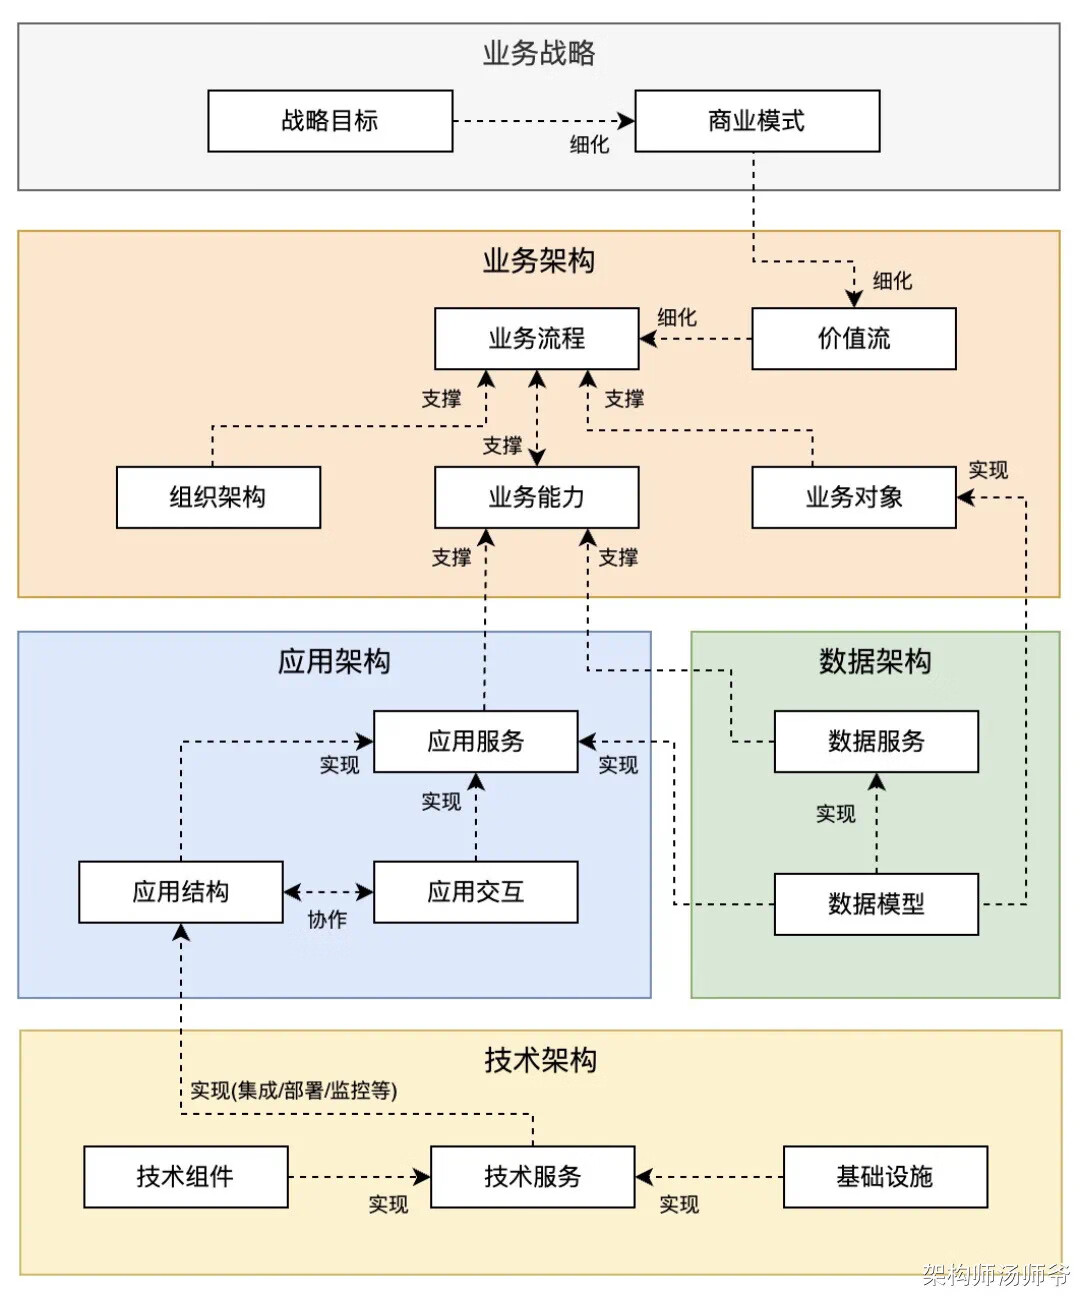 业务战略
战略目标
商业模式
细化
业务架构
细化
细化
业务流程
价值流
支撑
支撑
支撑
实现
组织架构
业务能力
业务对象
支撑
支撑
应用架构
数据架构
应用服务
数据服务
实现
实现
实现
实现
应用结构
应用交互
数据模型
协作
技术架构
实现(集成/部署/监控等)
技术组件
技术服务
基础设施
实现
实现
架构师汤师爷